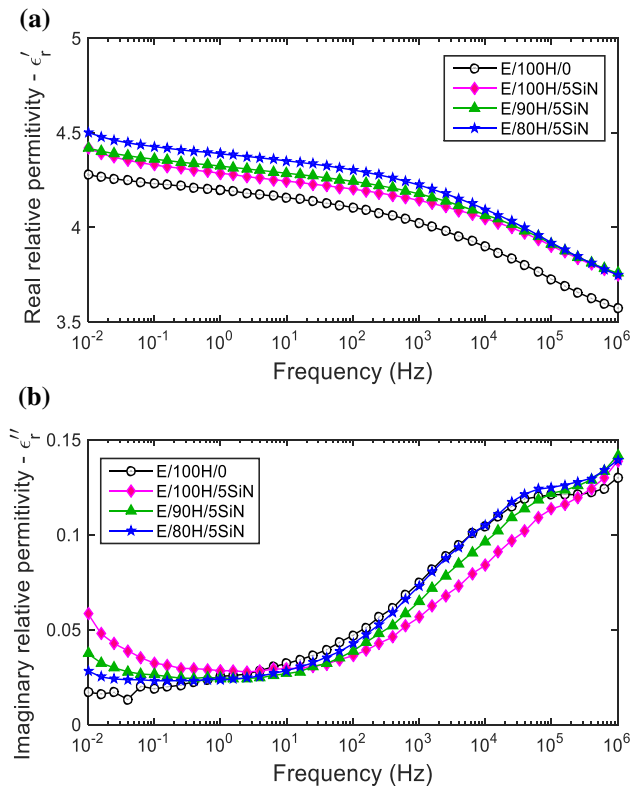 (a)
Real relative permitivity - ϵ′r
5
4.5
4
3.5
E/100H/0
E/100H/5SiN
E/90H/5SiN
E/80H/5SiN
10-2 10-1 100 101 102 103 104 105 106
Frequency (Hz)
(b)
Imaginary relative permitivity - ϵ″r
0.15
0.1
0.05
0
E/100H/0
E/100H/5SiN
E/90H/5SiN
E/80H/5SiN
10-2 10-1 100 101 102 103 104 105 106
Frequency (Hz)